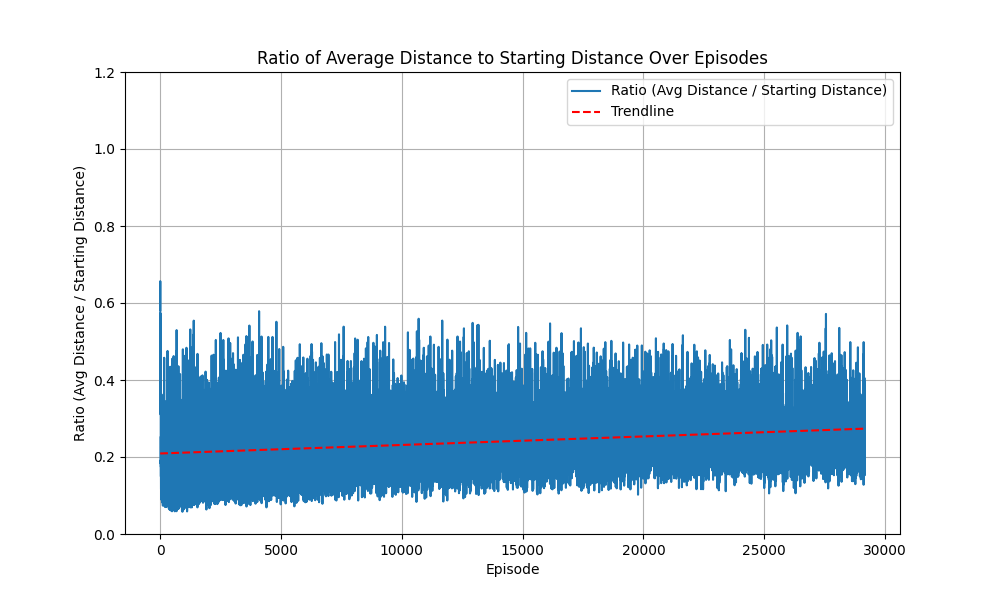 Ratio of Average Distance to Starting Distance Over Episodes
Ratio (Avg Distance / Starting Distance)
Trendline
Ratio (Avg Distance / Starting Distance)
1.2
1.0
0.8
0.6
0.4
0.2
0.0
0 5000 10000 15000 20000 25000 30000
Episode